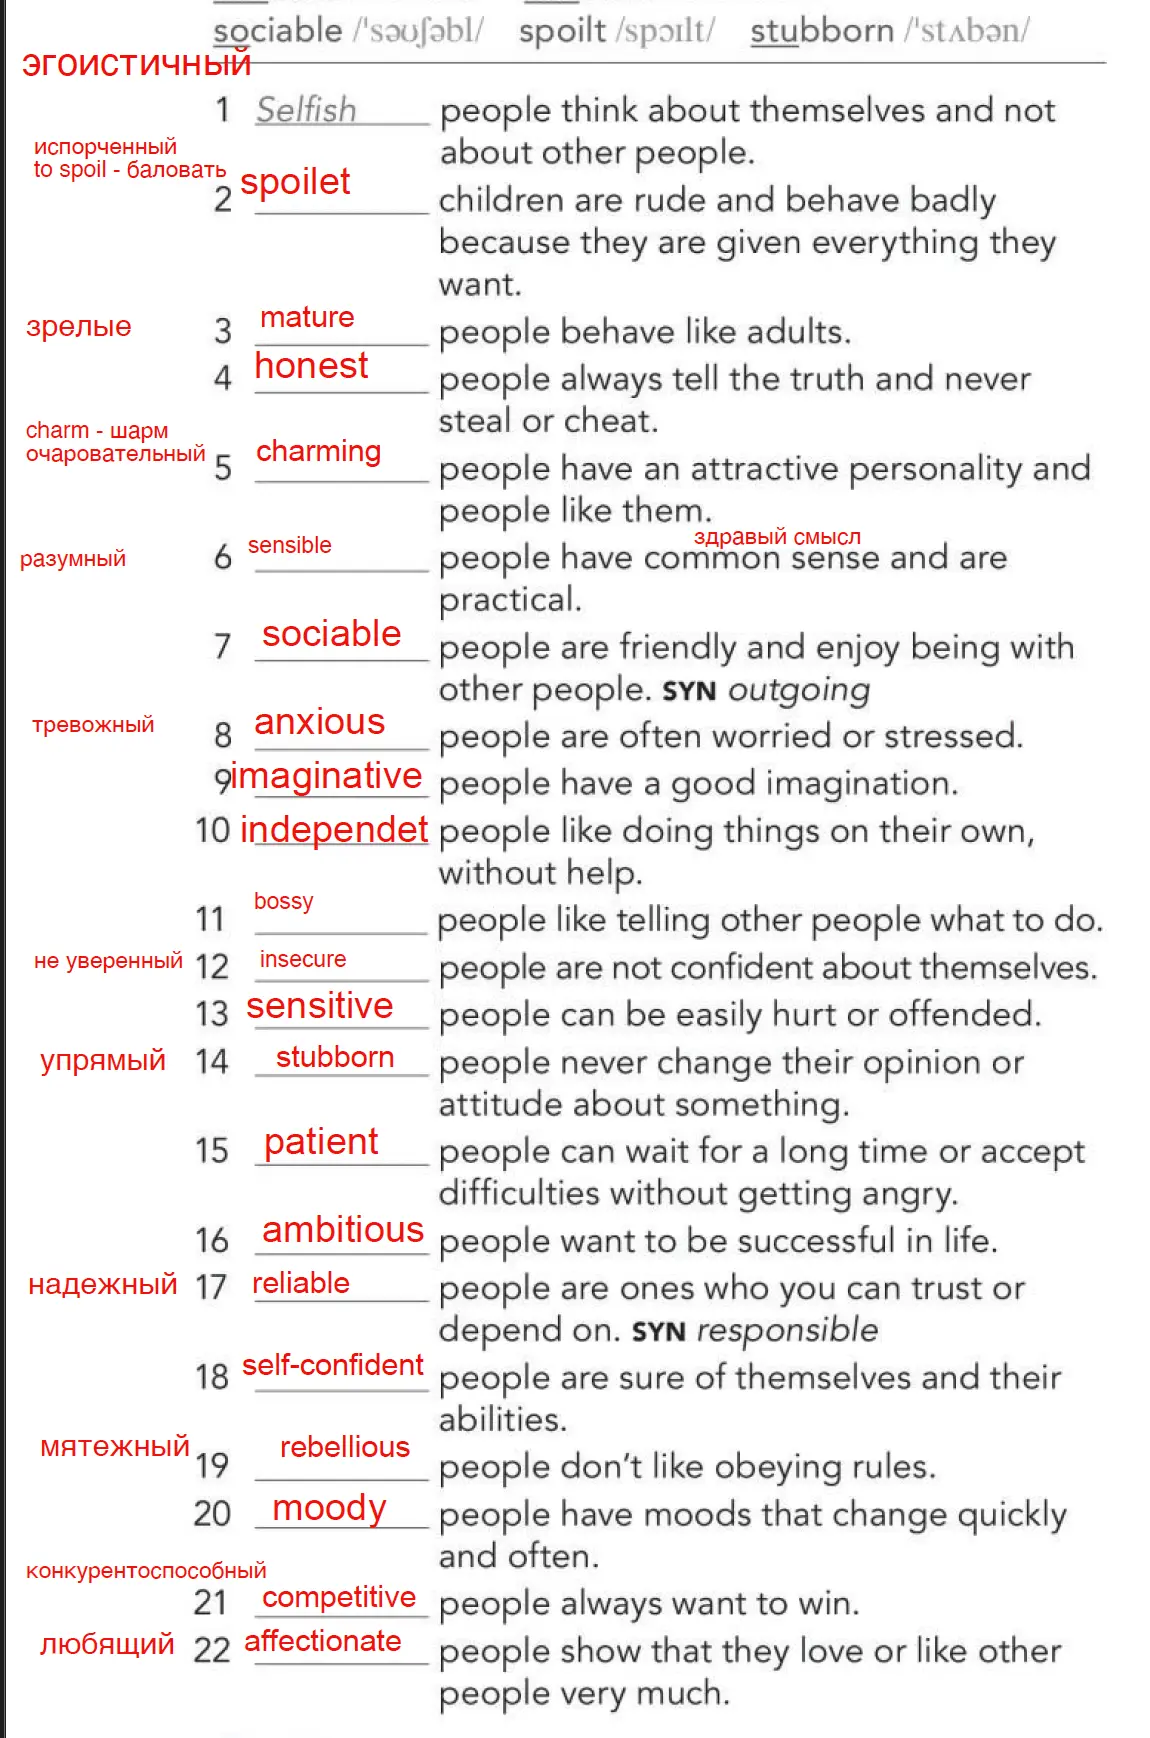 sociable /ˈsəʊʃəbl/ spoilt /spɔɪlt/ stubborn /ˈstʌbən/
эгоистичный
1 Selfish people think about themselves and not
about other people.
испорченный
to spoil - баловать
2 spoilet children are rude and behave badly
because they are given everything they
want.
зрелые 3 mature people behave like adults.
4 honest people always tell the truth and never
steal or cheat.
charm - шарм
очаровательный
5 charming people have an attractive personality and
people like them.
здравый смысл
разумный 6 sensible people have common sense and are
practical.
7 sociable people are friendly and enjoy being with
other people. SYN outgoing
тревожный 8 anxious people are often worried or stressed.
9 imaginative people have a good imagination.
10 independet people like doing things on their own,
without help.
11 bossy people like telling other people what to do.
не уверенный 12 insecure people are not confident about themselves.
13 sensitive people can be easily hurt or offended.
упрямый 14 stubborn people never change their opinion or
attitude about something.
15 patient people can wait for a long time or accept
difficulties without getting angry.
16 ambitious people want to be successful in life.
надежный 17 reliable people are ones who you can trust or
depend on. SYN responsible
18 self-confident people are sure of themselves and their
abilities.
мятежный 19 rebellious people don't like obeying rules.
20 moody people have moods that change quickly
and often.
конкурентоспособный
21 competitive people always want to win.
любящий 22 affectionate people show that they love or like other
people very much.